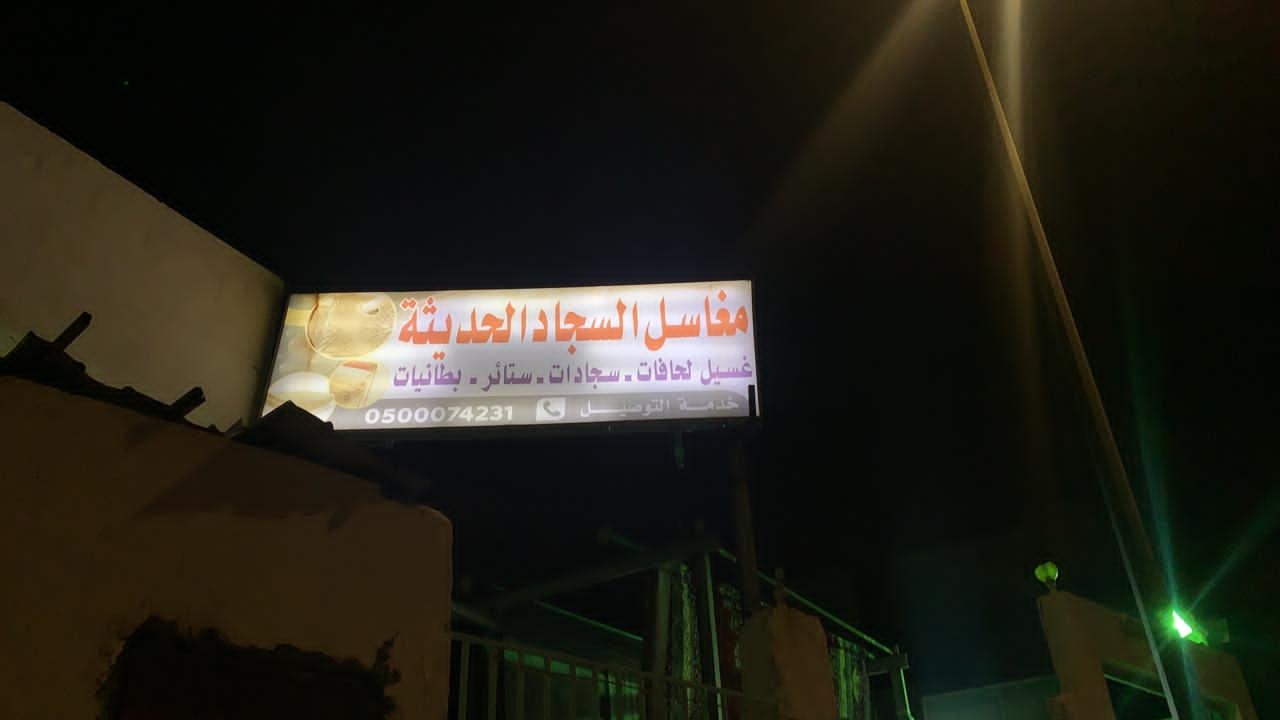 مغاسل السجاد الحديثة
غسيل لحافات - سجادات - ستائر - بطانيات
خدمة التوصيل 0500074231